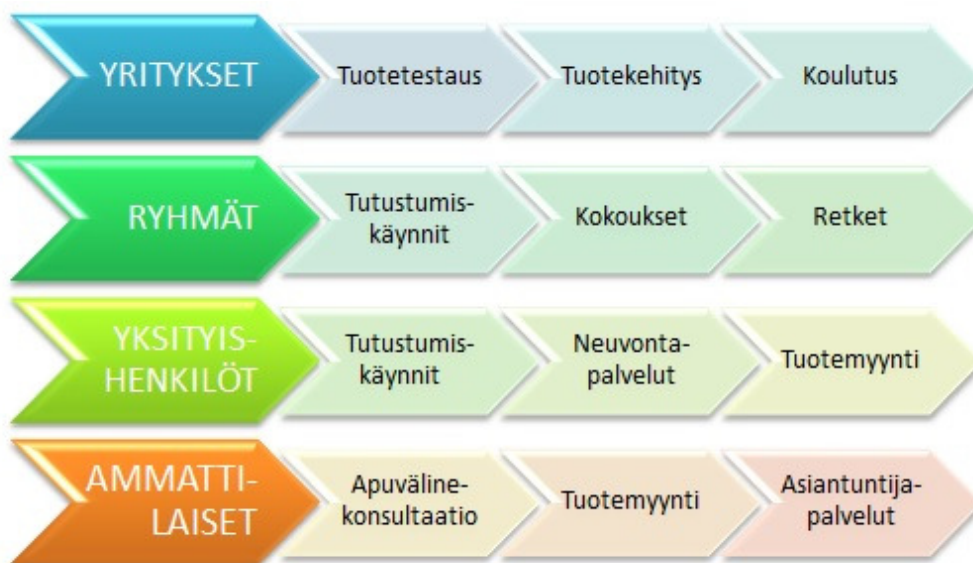 YRITYKSET
Tuotetestaus
Tuotekehitys
Koulutus
RYHMÄT
Tutustumis-
käynnit
Kokoukset
Retket
YKSITYIS-
HENKILÖT
Tutustumis-
käynnit
Neuvonta-
palvelut
Tuotemyynti
AMMATTI-
LAISET
Apuväline-
konsultaatio
Tuotemyynti
Asiantuntija-
palvelut